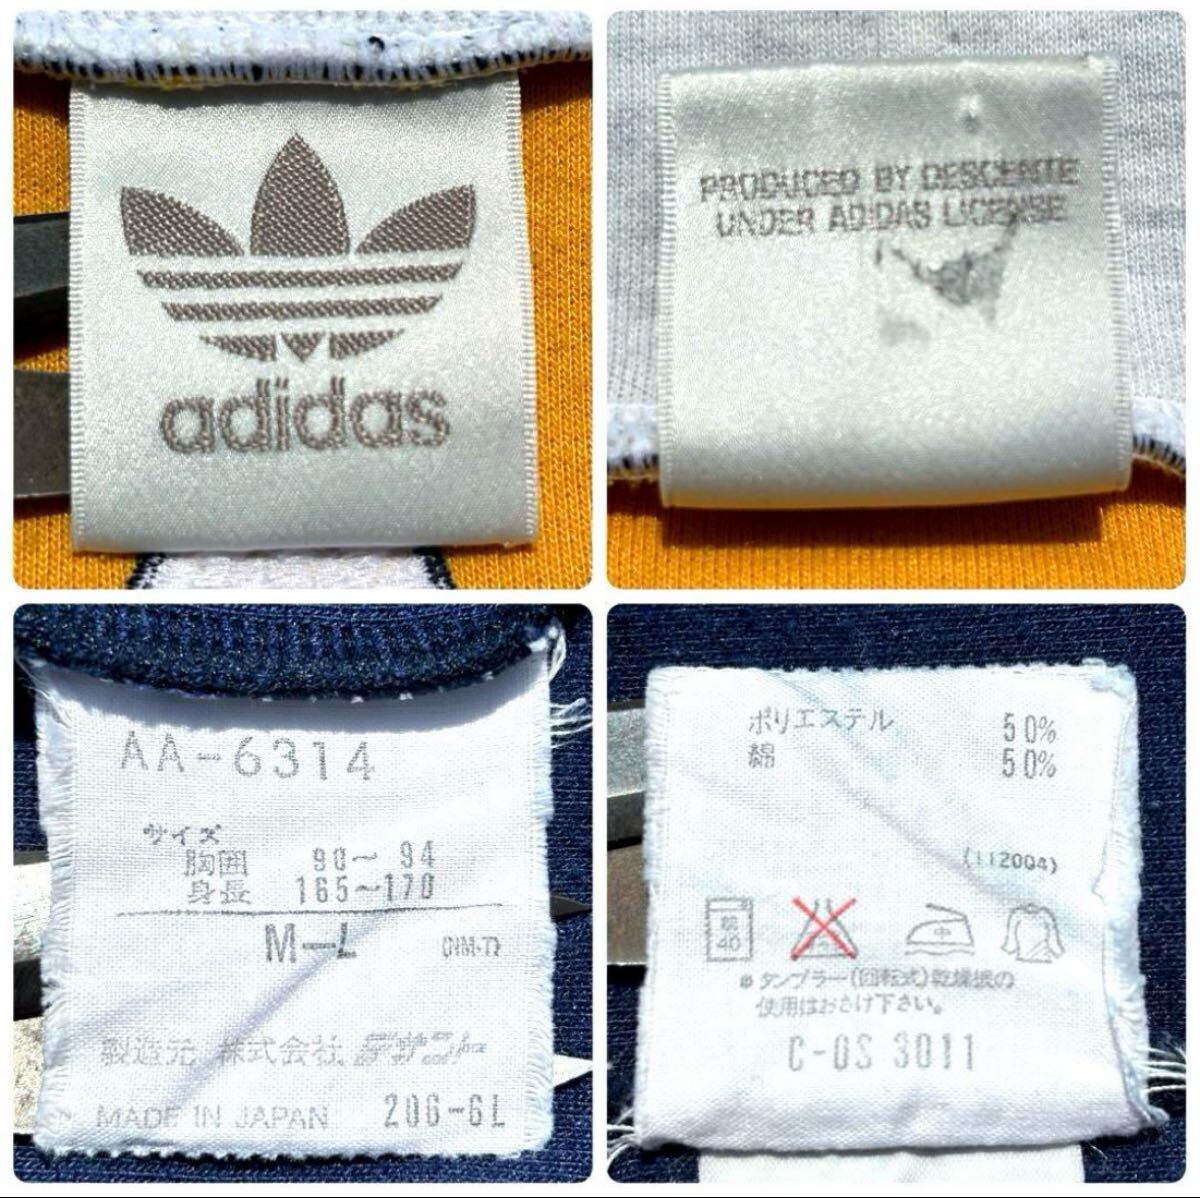 adidas
PRODUCED BY DESCENTE
UNDER ADIDAS LICENSE
AA-6314
サイズ
胸囲 90〜94
身長 165〜170
M-L (NM-T)
製造元 株式会社 デサント
MADE IN JAPAN 206-6L
ポリエステル 50%
綿 50%
(112004)
40
中
※タンブラー(回転式)乾燥機の
使用はおさけ下さい。
C-OS 3011